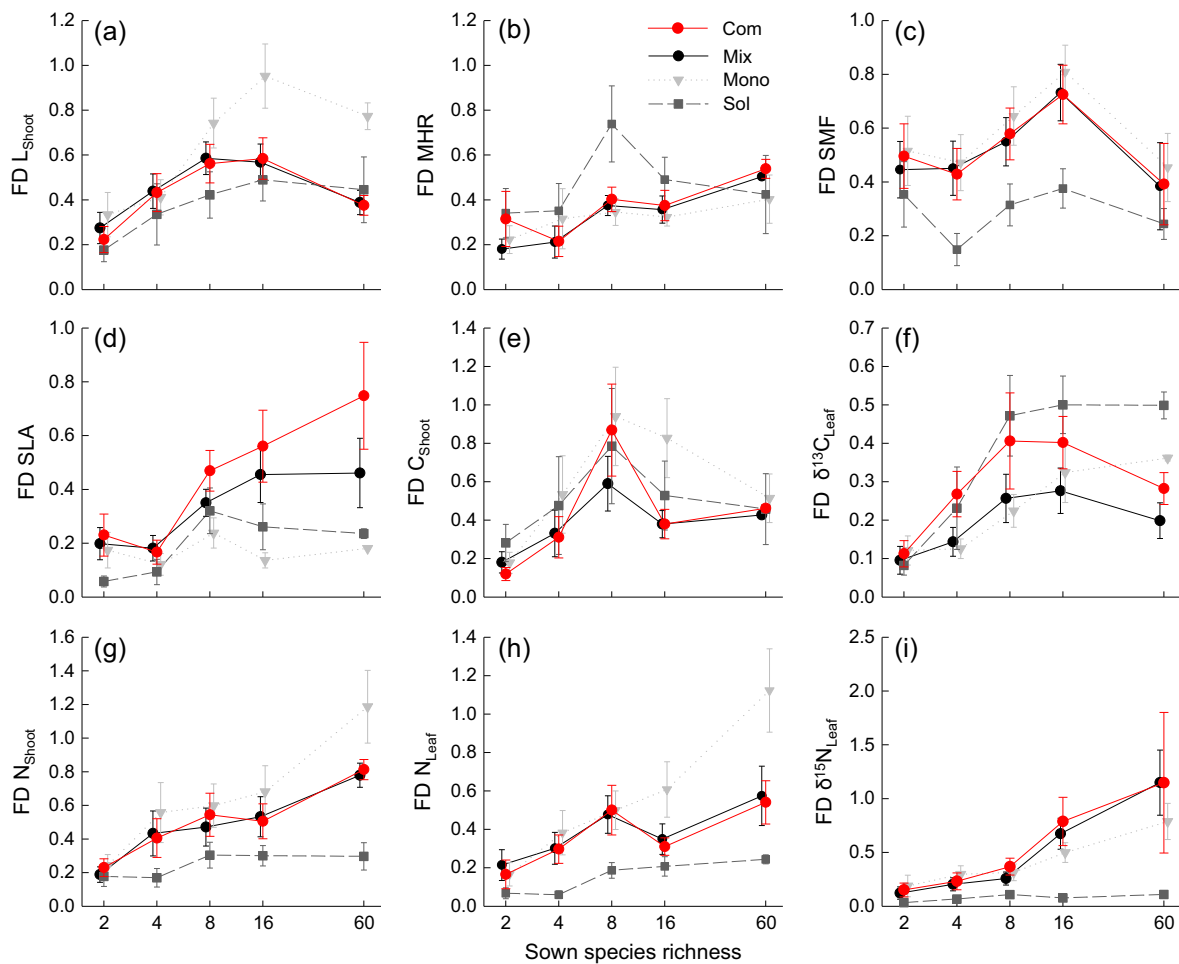 (a)
FD L_Shoot
1.2
1.0
0.8
0.6
0.4
0.2
0.0
(b)
FD MHR
1.2
1.0
0.8
0.6
0.4
0.2
0.0
Com
Mix
Mono
Sol
(c)
FD SMF
1.0
0.8
0.6
0.4
0.2
0.0
(d)
FD SLA
1.0
0.8
0.6
0.4
0.2
0.0
(e)
FD C_Shoot
1.4
1.2
1.0
0.8
0.6
0.4
0.2
0.0
(f)
FD δ¹³C_Leaf
0.7
0.6
0.5
0.4
0.3
0.2
0.1
0.0
(g)
FD N_Shoot
1.6
1.4
1.2
1.0
0.8
0.6
0.4
0.2
0.0
2 4 8 16 60
(h)
FD N_Leaf
1.4
1.2
1.0
0.8
0.6
0.4
0.2
0.0
2 4 8 16 60
(i)
FD δ¹⁵N_Leaf
2.5
2.0
1.5
1.0
0.5
0.0
2 4 8 16 60
Sown species richness